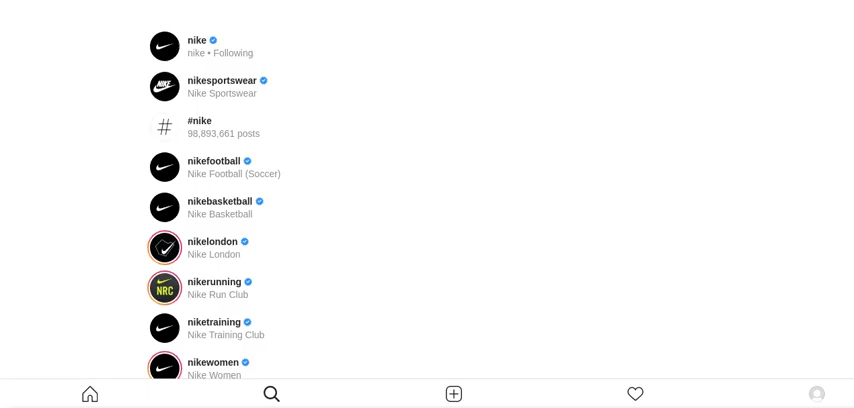 nike
nike • Following
NIKE
nikesportswear
Nike Sportswear
#
#nike
98,893,661 posts
nikefootball
Nike Football (Soccer)
nikebasketball
Nike Basketball
nikelondon
Nike London
NRC
nikerunning
Nike Run Club
niketraining
Nike Training Club
nikewomen
Nike Women